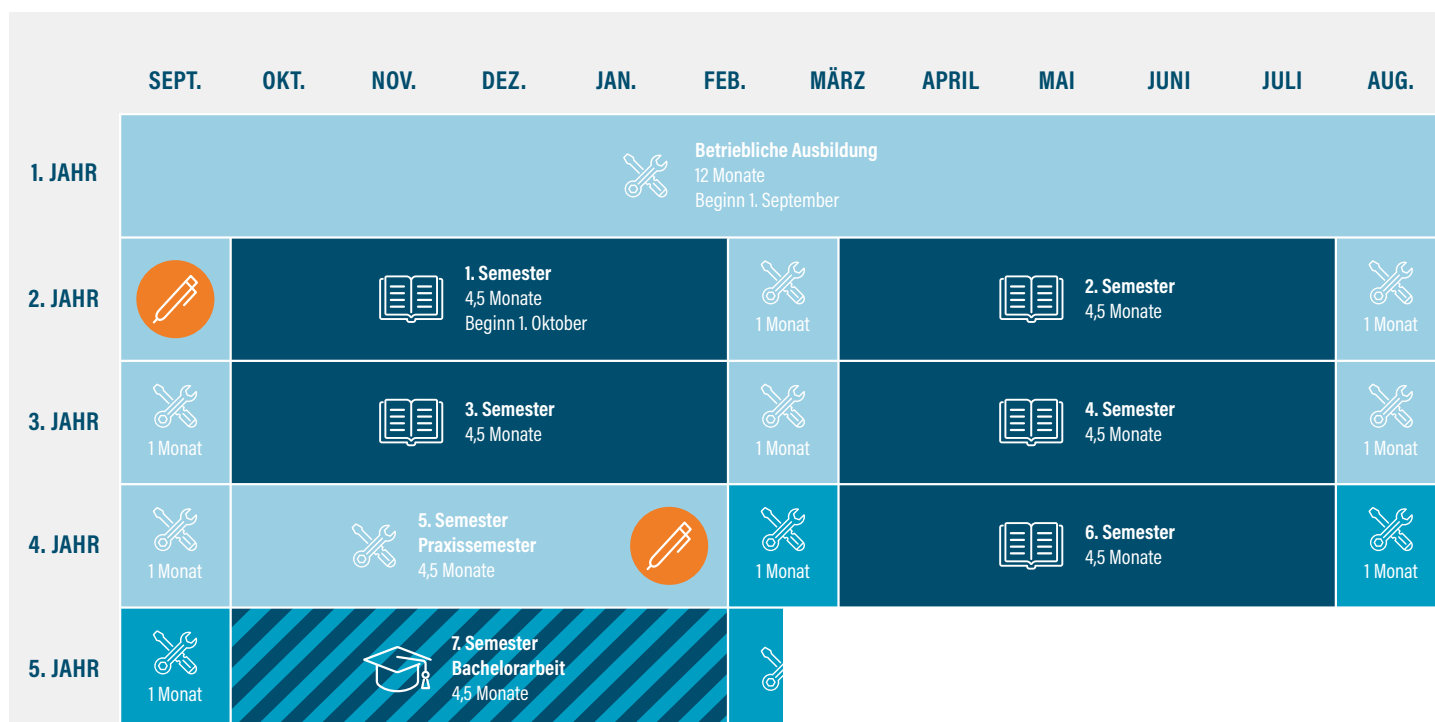 SEPT. OKT. NOV. DEZ. JAN. FEB. MÄRZ APRIL MAI JUNI JULI AUG.
1. JAHR
Betriebliche Ausbildung
12 Monate
Beginn 1. September
2. JAHR
1. Semester
4,5 Monate
Beginn 1. Oktober
1 Monat
2. Semester
4,5 Monate
1 Monat
3. JAHR
1 Monat
3. Semester
4,5 Monate
1 Monat
4. Semester
4,5 Monate
1 Monat
4. JAHR
1 Monat
5. Semester
Praxissemester
4,5 Monate
1 Monat
6. Semester
4,5 Monate
1 Monat
5. JAHR
1 Monat
7. Semester
Bachelorarbeit
4,5 Monate